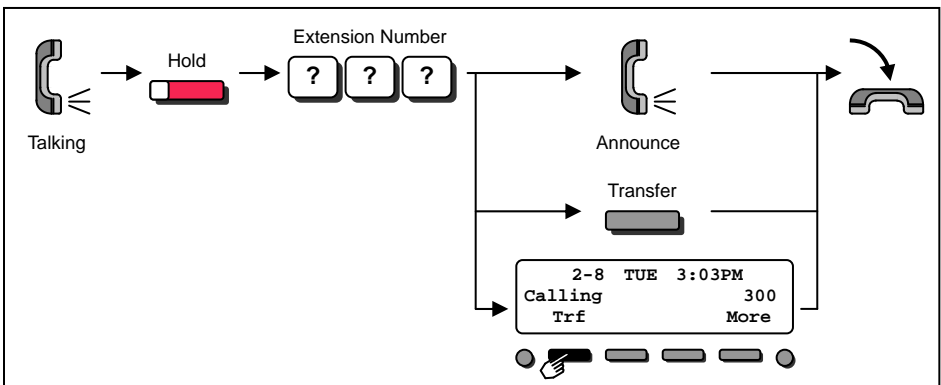 Extension Number
Hold
? ? ?
Talking
Announce
Transfer
2-8 TUE 3:03PM
Calling 300
Trf More